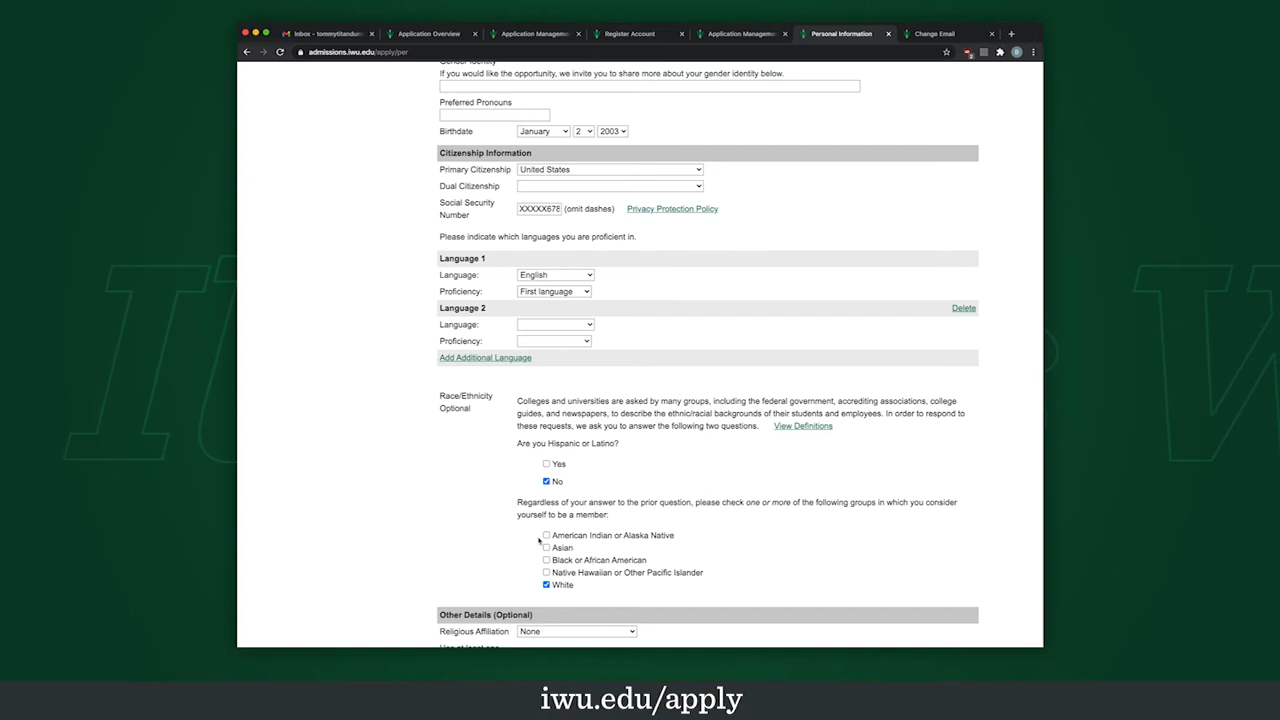 Inbox - tommytitandum
Application Overview
Application Managemen
Register Account
Application Managemen
Personal Information
Change Email
admissions.iwu.edu/apply/per
Gender Identity
If you would like the opportunity, we invite you to share more about your gender identity below.
Preferred Pronouns
Birthdate January 2 2003
Citizenship Information
Primary Citizenship United States
Dual Citizenship
Social Security
Number
XXXXX678 (omit dashes) Privacy Protection Policy
Please indicate which languages you are proficient in.
Language 1
Language: English
Proficiency: First language
Language 2 Delete
Language:
Proficiency:
Add Additional Language
Race/Ethnicity
Optional
Colleges and universities are asked by many groups, including the federal government, accrediting associations, college
guides, and newspapers, to describe the ethnic/racial backgrounds of their students and employees. In order to respond to
these requests, we ask you to answer the following two questions. View Definitions
Are you Hispanic or Latino?
Yes
No
Regardless of your answer to the prior question, please check one or more of the following groups in which you consider
yourself to be a member:
American Indian or Alaska Native
Asian
Black or African American
Native Hawaiian or Other Pacific Islander
White
Other Details (Optional)
Religious Affiliation None
iwu.edu/apply